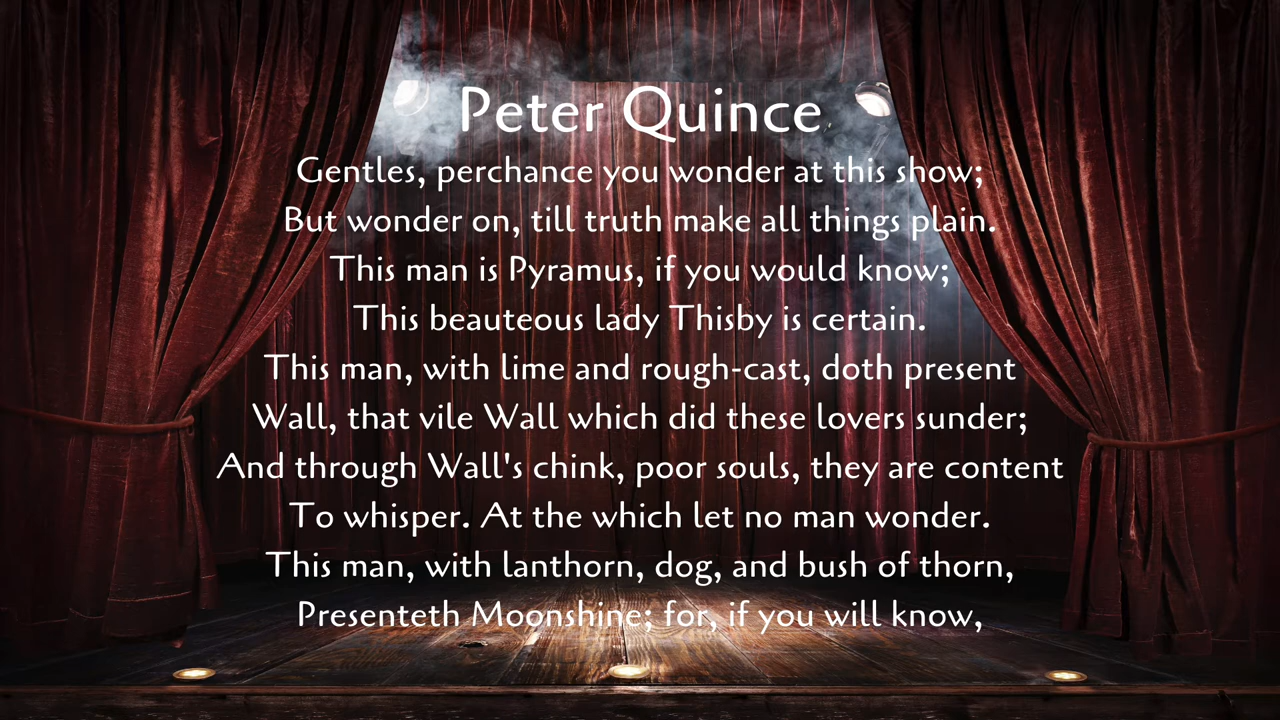 Peter Quince
Gentles, perchance you wonder at this show;
But wonder on, till truth make all things plain.
This man is Pyramus, if you would know;
This beauteous lady Thisby is certain.
This man, with lime and rough-cast, doth present
Wall, that vile Wall which did these lovers sunder;
And through Wall's chink, poor souls, they are content
To whisper. At the which let no man wonder.
This man, with lanthorn, dog, and bush of thorn,
Presenteth Moonshine; for, if you will know,